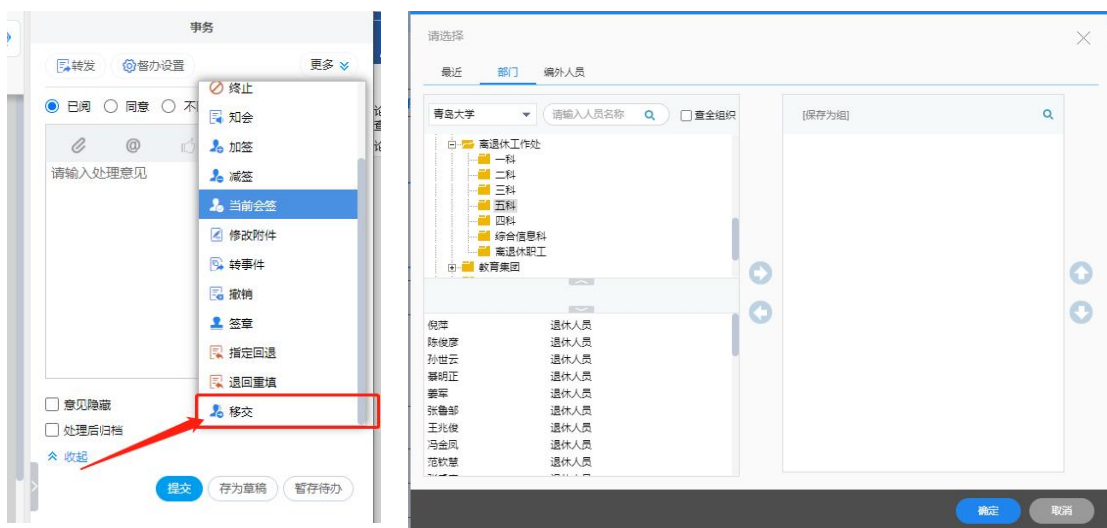 事务
转发
督办设置
更多
已阅
同意
终止
知会
加签
减签
当前会签
修改附件
转事件
撤销
签章
指定回退
退回重填
移交
请输入处理意见
意见隐藏
处理后归档
收起
提交
存为草稿
暂存待办
请选择
最近
部门
编外人员
青岛大学
请输入人员名称
查全组织
[保存为组]
离退休工作处
一科
二科
三科
五科
四科
综合信息科
离退休职工
教育集团
倪萍 退休人员
陈俊彦 退休人员
孙世云 退休人员
綦明正 退休人员
姜军 退休人员
张鲁邹 退休人员
王兆俊 退休人员
冯金凤 退休人员
范钦慧 退休人员
确定
取消